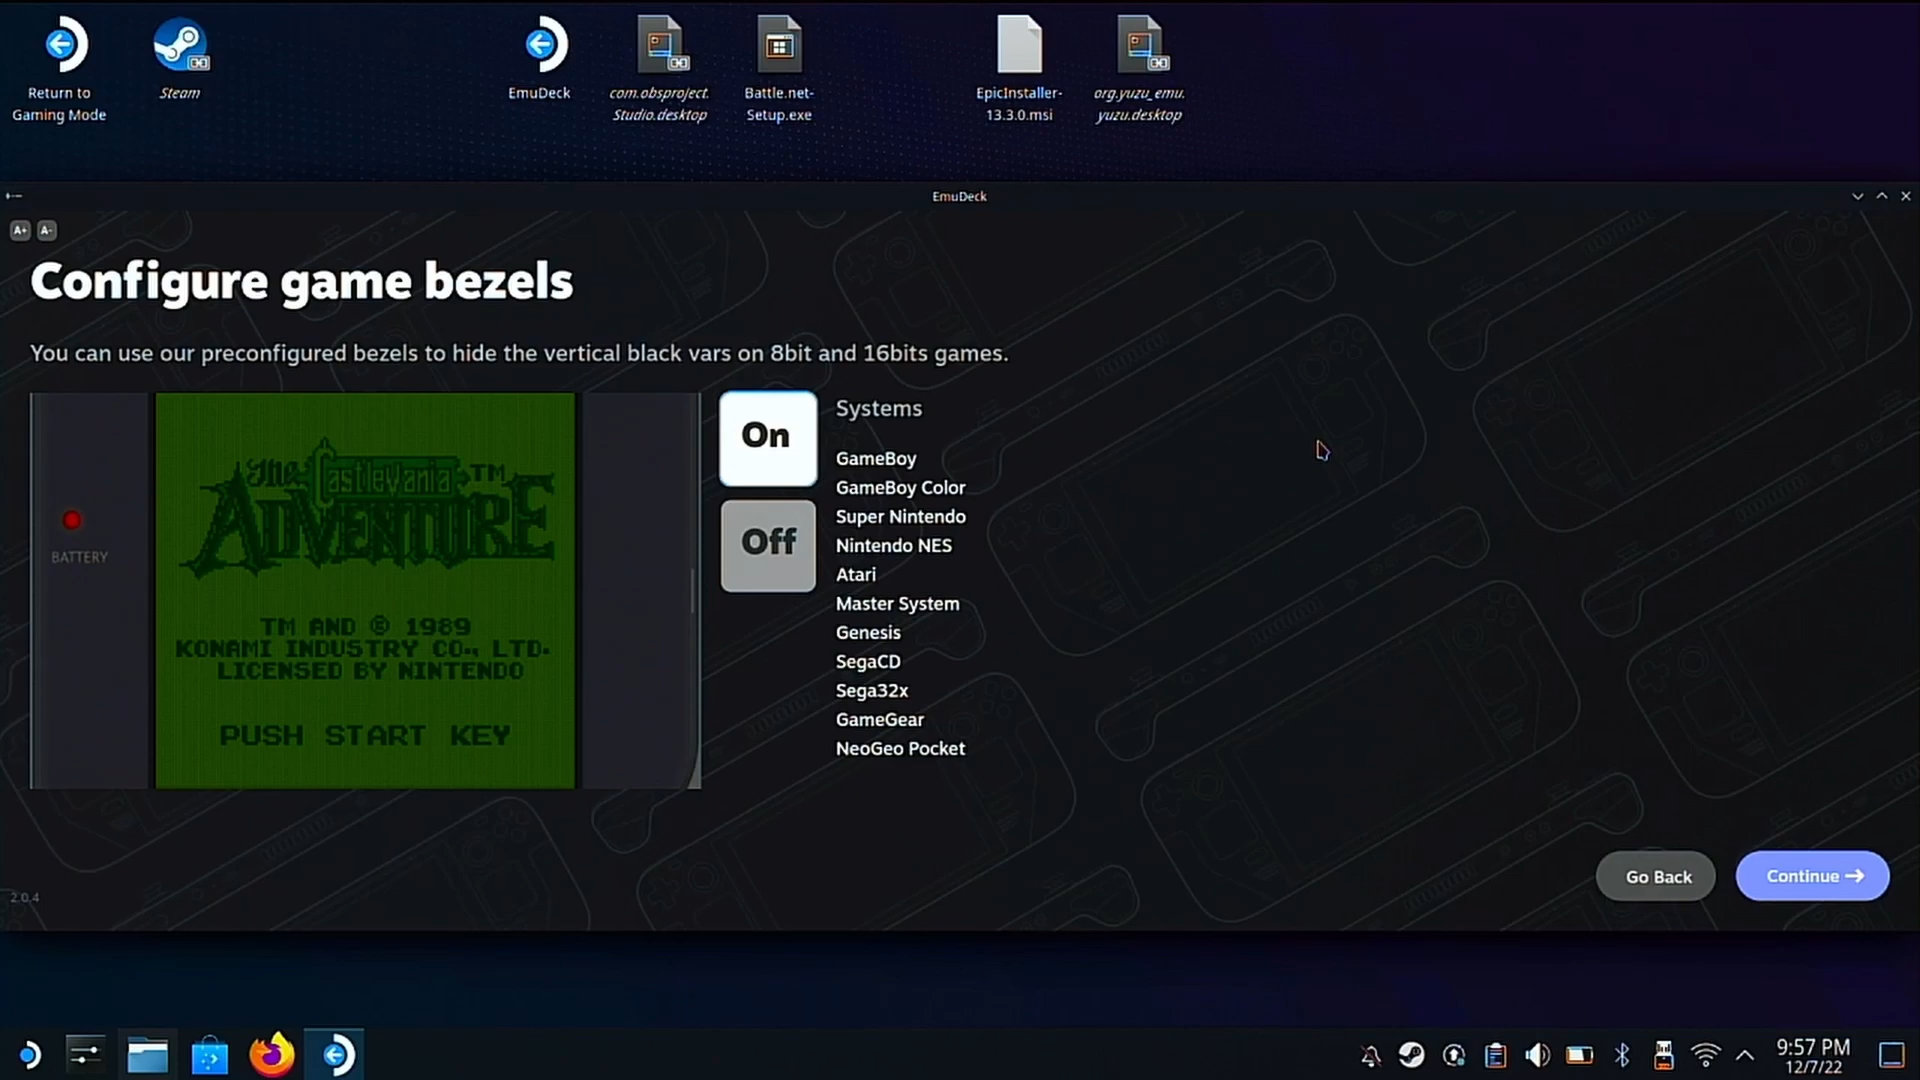 Return to
Gaming Mode
Steam
EmuDeck
com.obsproject.
Studio.desktop
Battle.net-
Setup.exe
EpicInstaller-
13.3.0.msi
org.yuzu_emu.
yuzu.desktop
EmuDeck
A+ A-
Configure game bezels
You can use our preconfigured bezels to hide the vertical black vars on 8bit and 16bits games.
The Castlevania™
ADVENTURE
TM AND © 1989
KONAMI INDUSTRY CO., LTD.
LICENSED BY NINTENDO
PUSH START KEY
BATTERY
On
Off
Systems
GameBoy
GameBoy Color
Super Nintendo
Nintendo NES
Atari
Master System
Genesis
SegaCD
Sega32x
GameGear
NeoGeo Pocket
Go Back
Continue →
2.0.4
9:57 PM
12/7/22